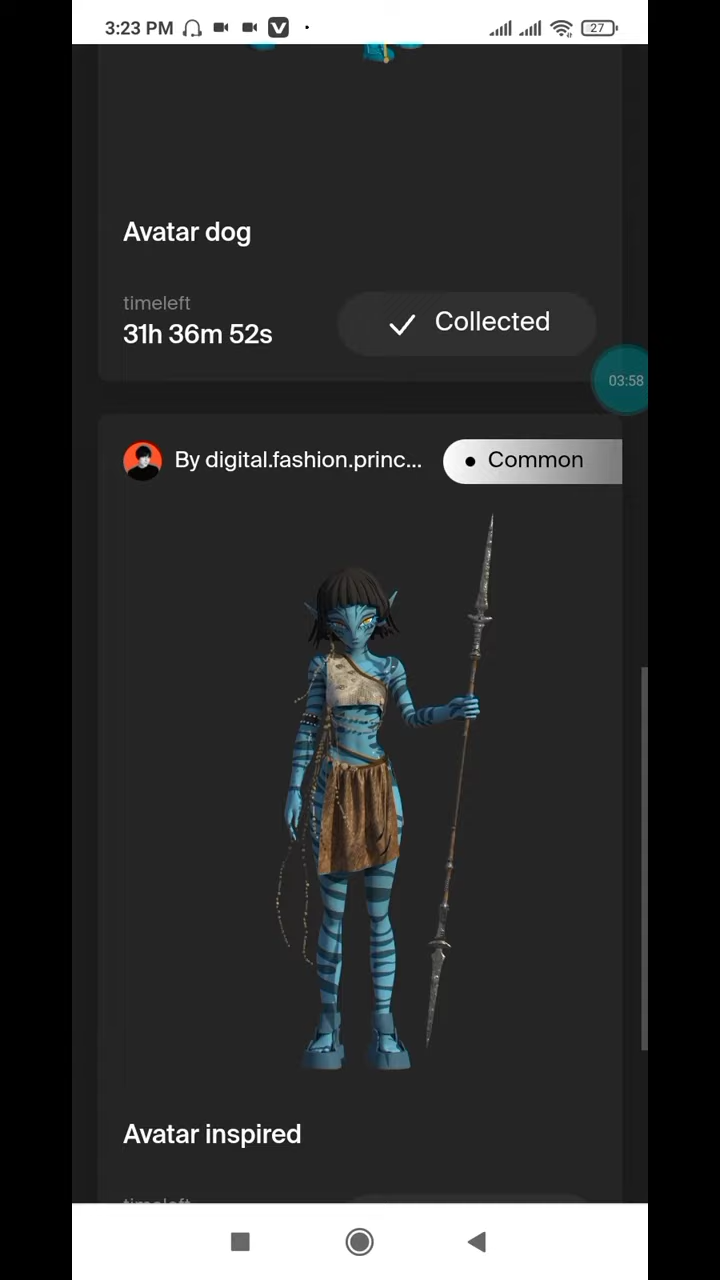 3:23 PM
27
Avatar dog
timeleft
31h 36m 52s
Collected
03:58
By digital.fashion.princ...
Common
Avatar inspired
timeleft